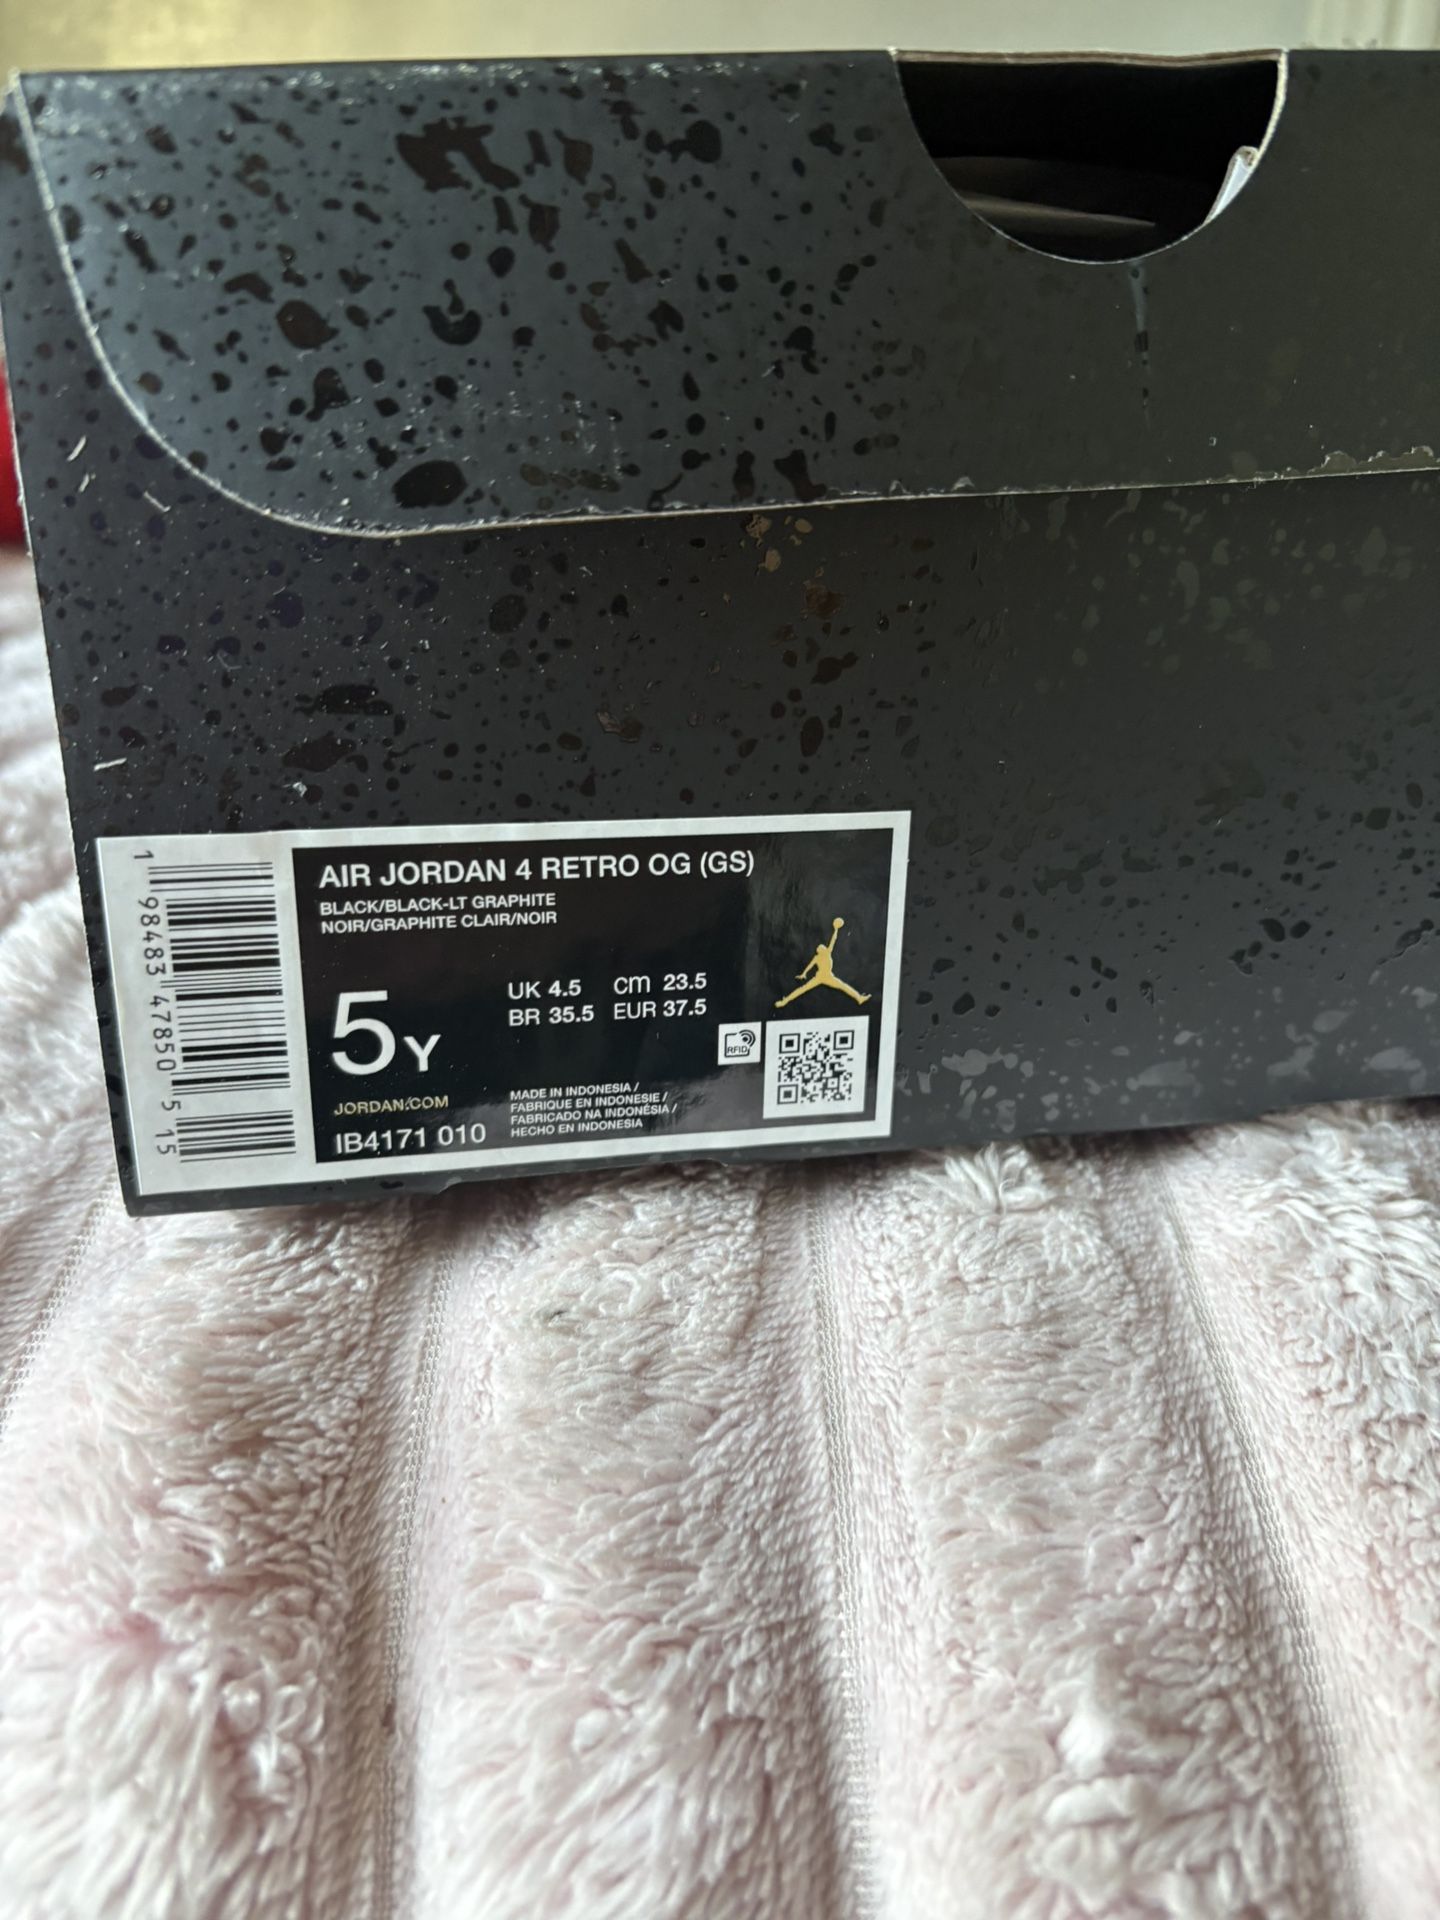 AIR JORDAN 4 RETRO OG (GS)
BLACK/BLACK-LT GRAPHITE
NOIR/GRAPHITE CLAIR/NOIR
5Y
UK 4.5 cm 23.5
BR 35.5 EUR 37.5
RFID
JORDAN.COM
IB4171 010
MADE IN INDONESIA /
FABRIQUE EN INDONESIE /
FABRICADO NA INDONÉSIA /
HECHO EN INDONESIA
1 98483 47850 5 15